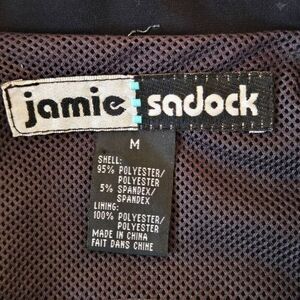 jamie sadock
M
SHELL:
95% POLYESTER/
POLYESTER
5% SPANDEX/
SPANDEX
LINING:
100% POLYESTER/
POLYESTER
MADE IN CHINA
FAIT DANS CHINE